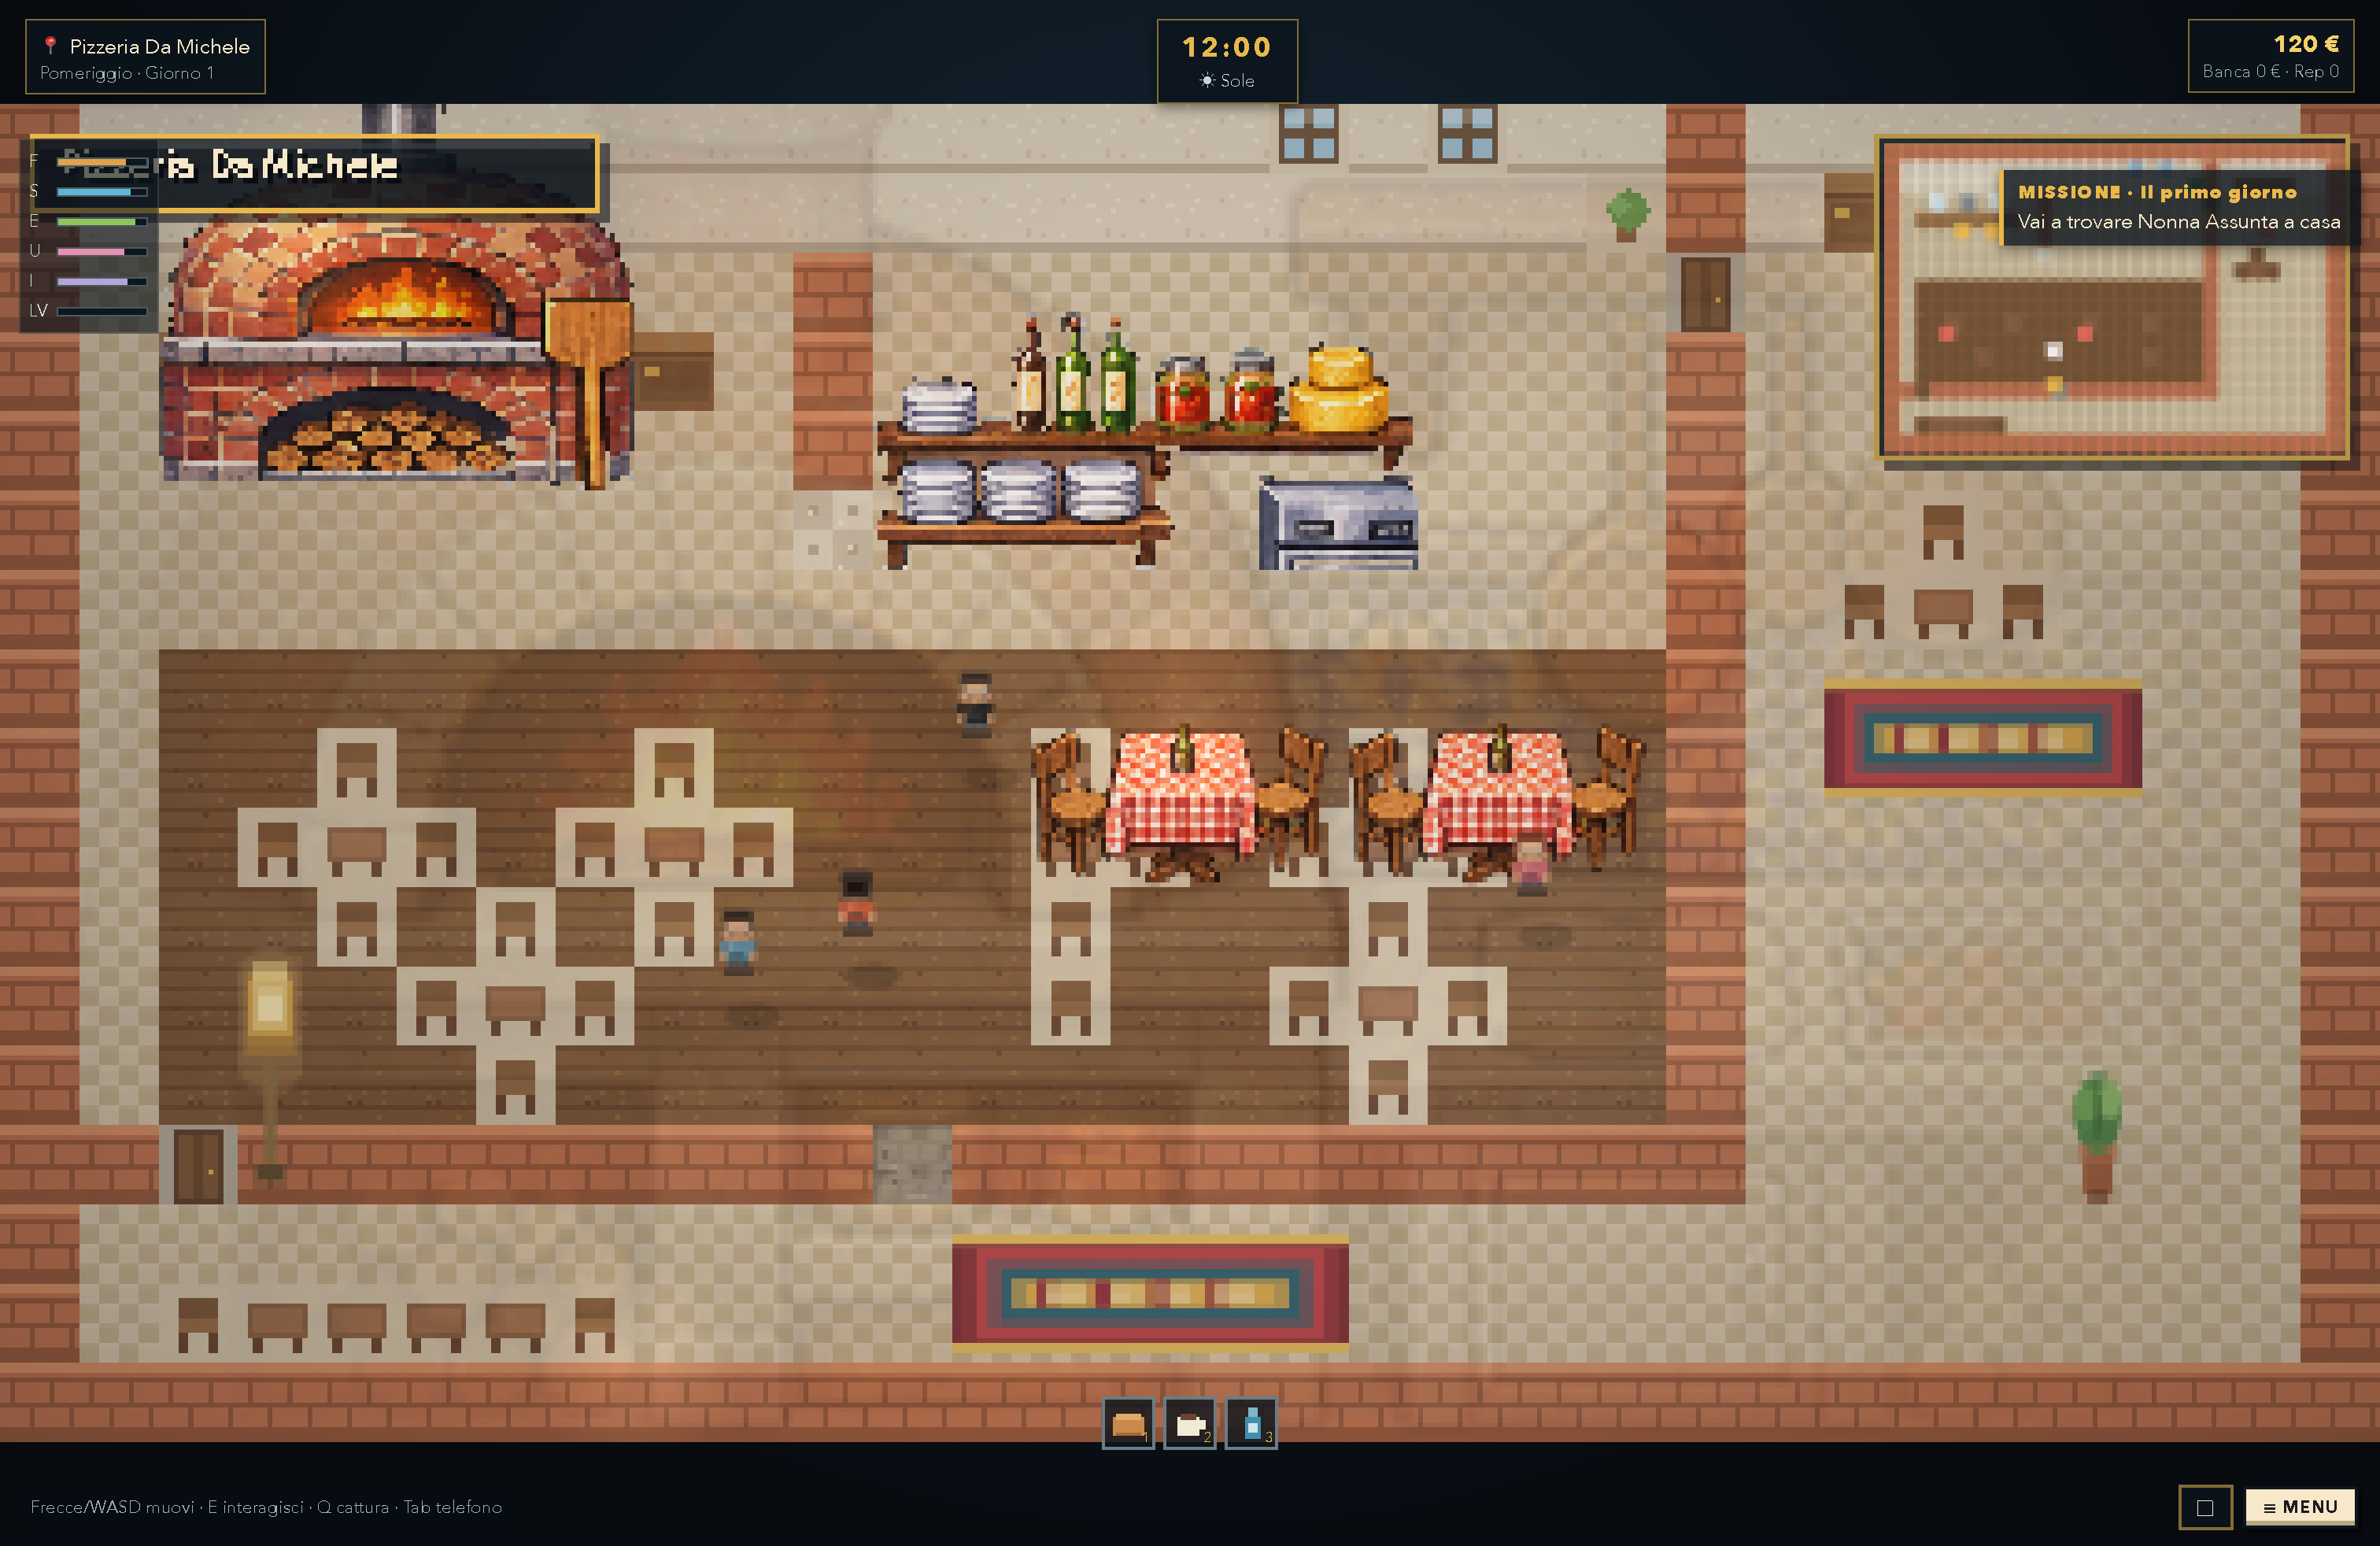 📍 Pizzeria Da Michele
Pomeriggio · Giorno 1
12:00
☀ Sole
120 €
Banca 0 € · Rep 0
Pizzeria Da Michele
F
S
E
U
I
LV
MISSIONE · Il primo giorno
Vai a trovare Nonna Assunta a casa
1
2
3
Frecce/WASD muovi · E interagisci · Q cattura · Tab telefono
≡ MENU